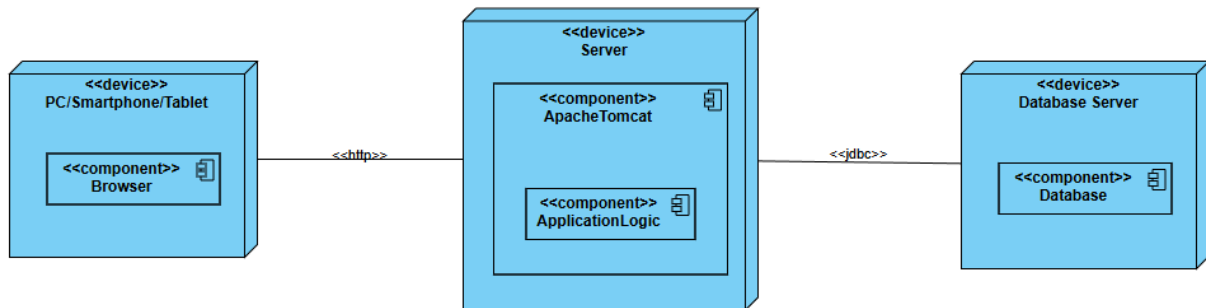 <<device>>
PC/Smartphone/Tablet
<<component>>
Browser
<<http>>
<<device>>
Server
<<component>>
ApacheTomcat
<<component>>
ApplicationLogic
<<jdbc>>
<<device>>
Database Server
<<component>>
Database